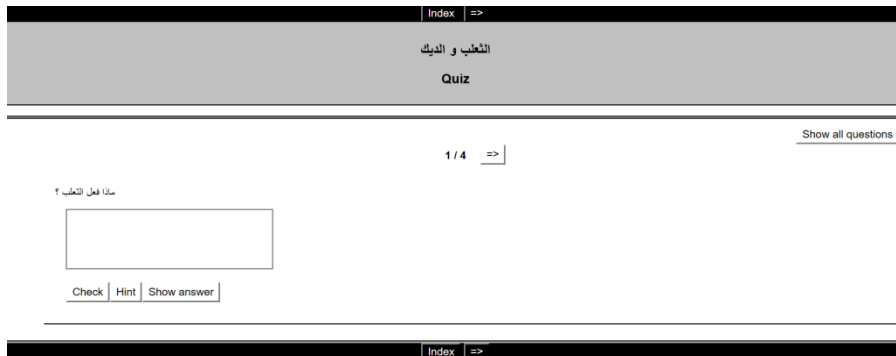 Index =>
الثعلب و الديك
Quiz
Show all questions
1 / 4 =>
ماذا فعل الثعلب ؟
Check Hint Show answer
Index =>